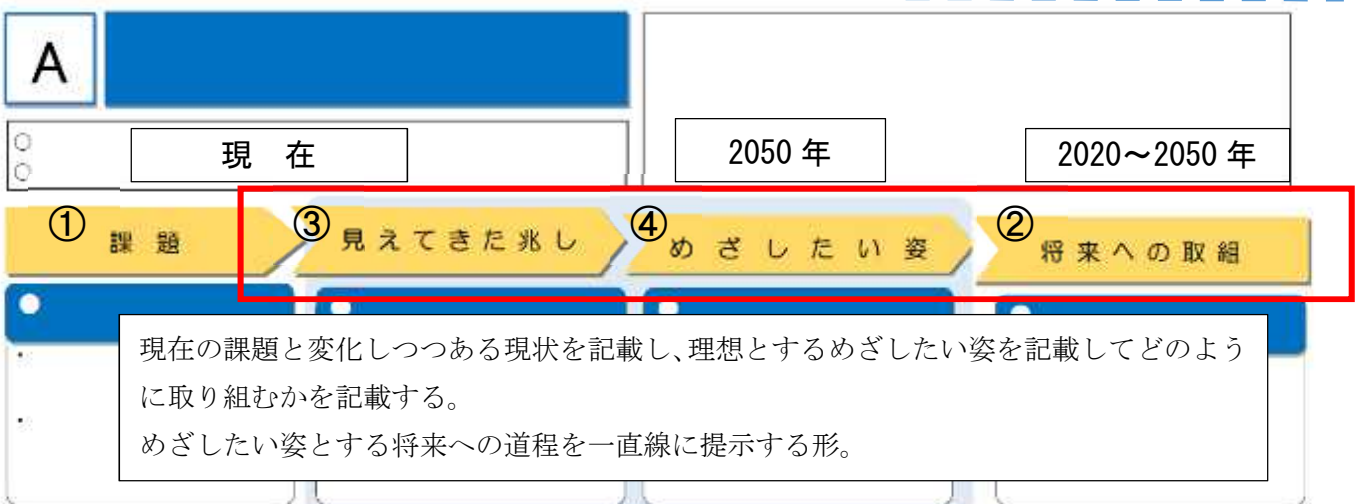 A
○
○
現 在
2050 年
2020~2050 年
① 課題
③ 見えてきた兆し
④ めざしたい姿
② 将来への取組
・
・
現在の課題と変化しつつある現状を記載し、理想とするめざしたい姿を記載してどのよう
に取り組むかを記載する。
めざしたい姿とする将来への道程を一直線に提示する形。